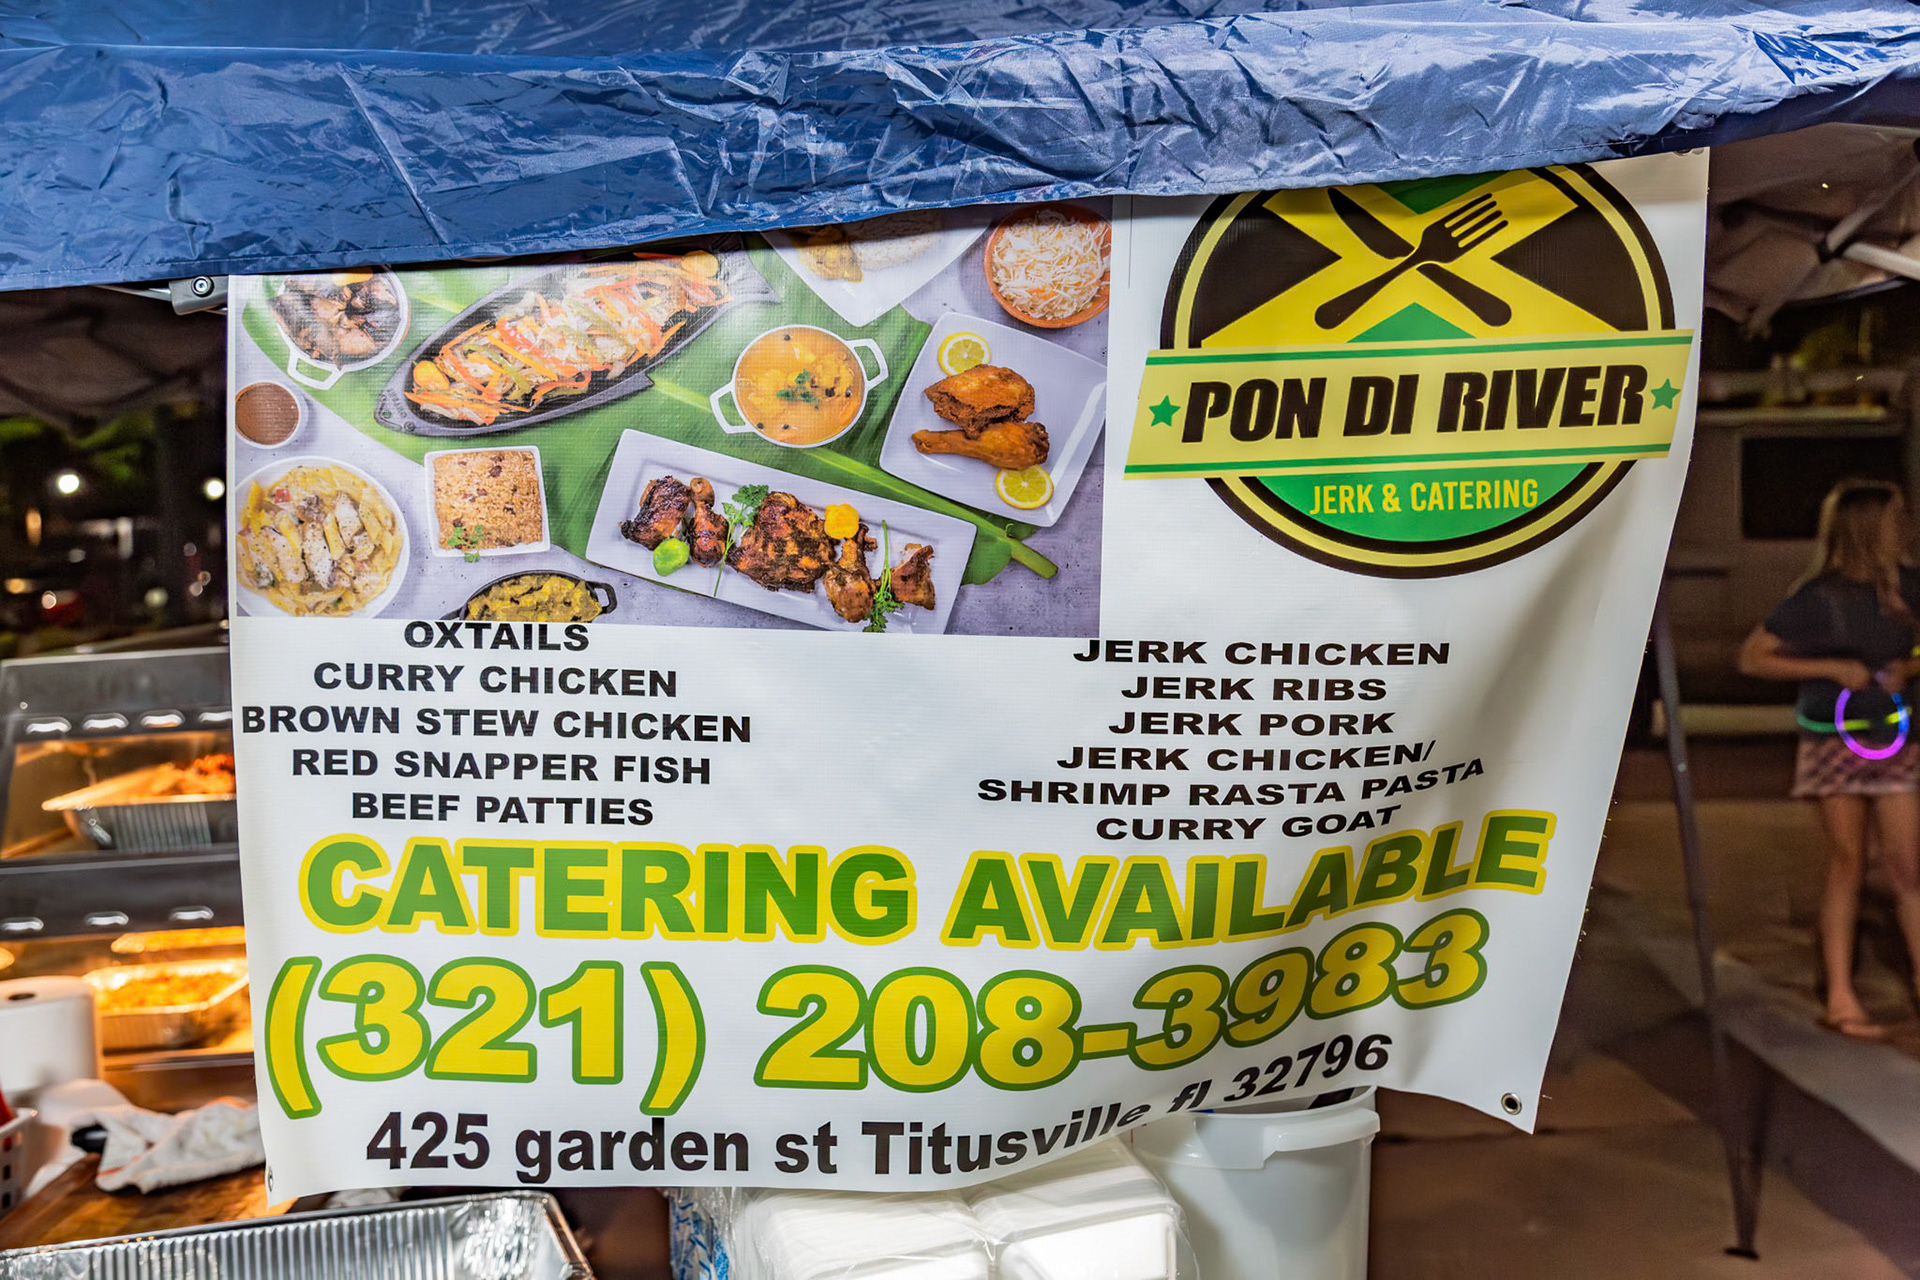 PON DI RIVER
JERK & CATERING
OXTAILS
CURRY CHICKEN
BROWN STEW CHICKEN
RED SNAPPER FISH
BEEF PATTIES
JERK CHICKEN
JERK RIBS
JERK PORK
JERK CHICKEN/
SHRIMP RASTA PASTA
CURRY GOAT
CATERING AVAILABLE
(321) 208-3983
425 garden st Titusville fl 32796